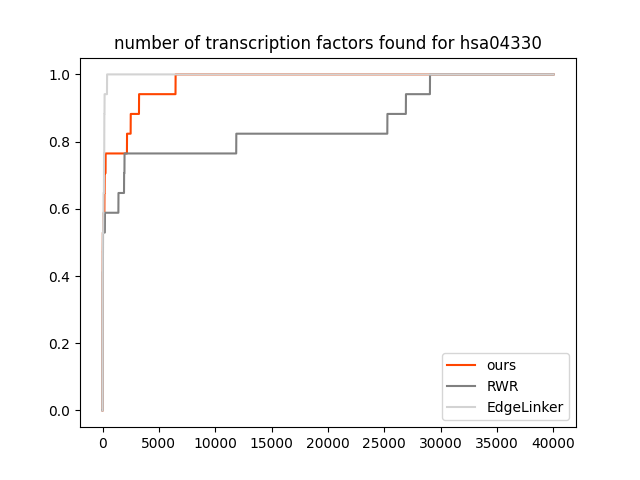 number of transcription factors found for hsa04330
1.0
0.8
0.6
0.4
0.2
0.0
0 5000 10000 15000 20000 25000 30000 35000 40000
ours
RWR
EdgeLinker